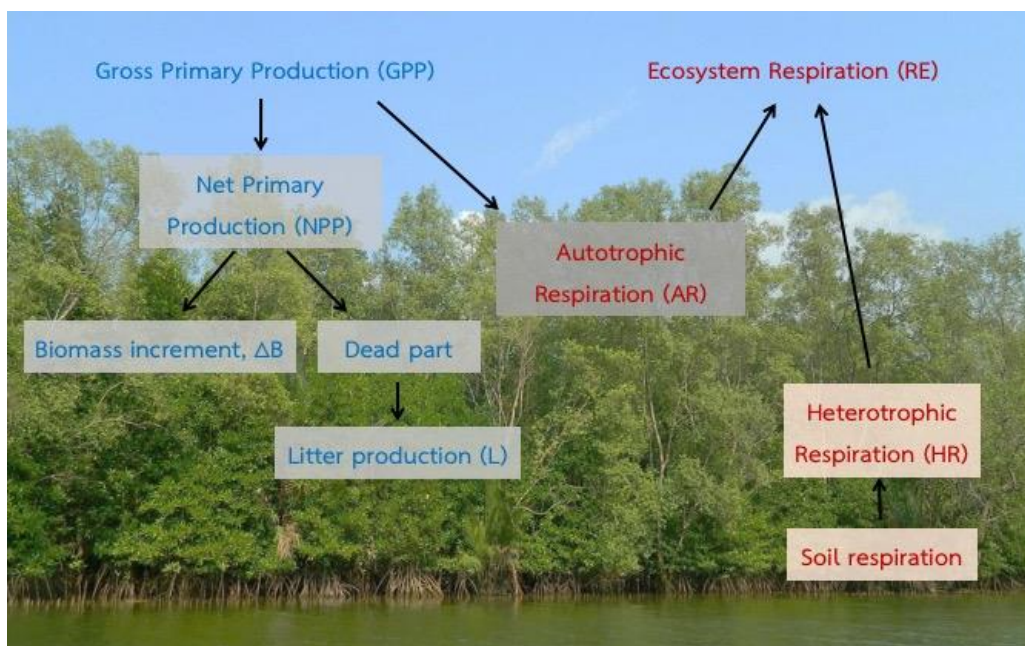 Gross Primary Production (GPP)
Ecosystem Respiration (RE)
Net Primary
Production (NPP)
Autotrophic
Respiration (AR)
Biomass increment, ΔB
Dead part
Heterotrophic
Respiration (HR)
Litter production (L)
Soil respiration